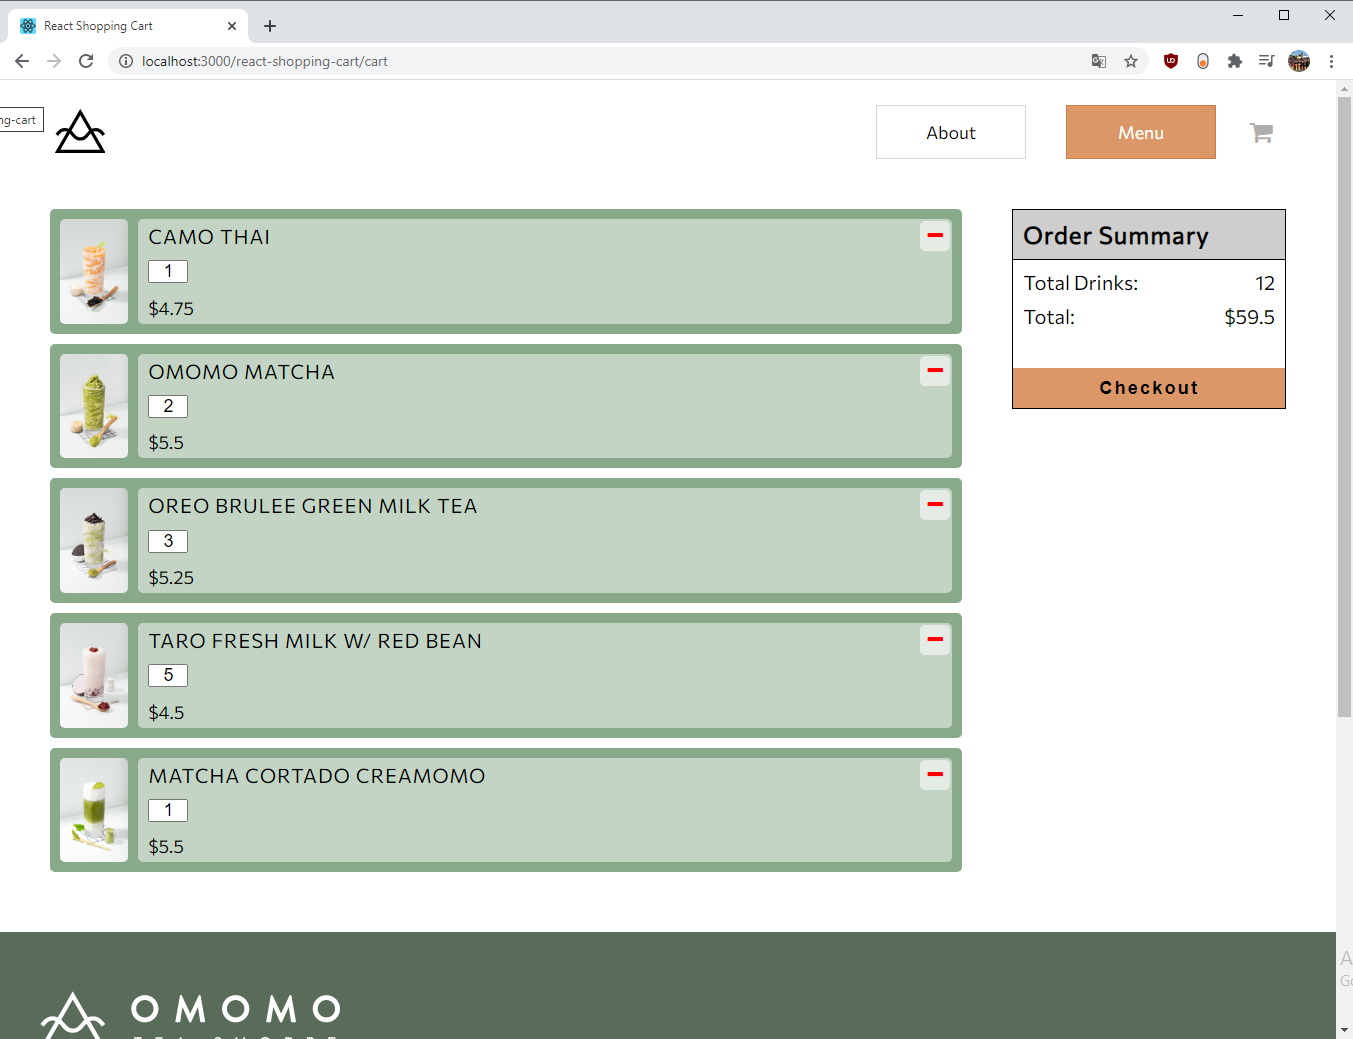 React Shopping Cart
localhost:3000/react-shopping-cart/cart
ng-cart
About
Menu
CAMO THAI
1
$4.75
OMOMO MATCHA
2
$5.5
OREO BRULEE GREEN MILK TEA
3
$5.25
TARO FRESH MILK W/ RED BEAN
5
$4.5
MATCHA CORTADO CREAMOMO
1
$5.5
Order Summary
Total Drinks: 12
Total: $59.5
Checkout
OMOMO